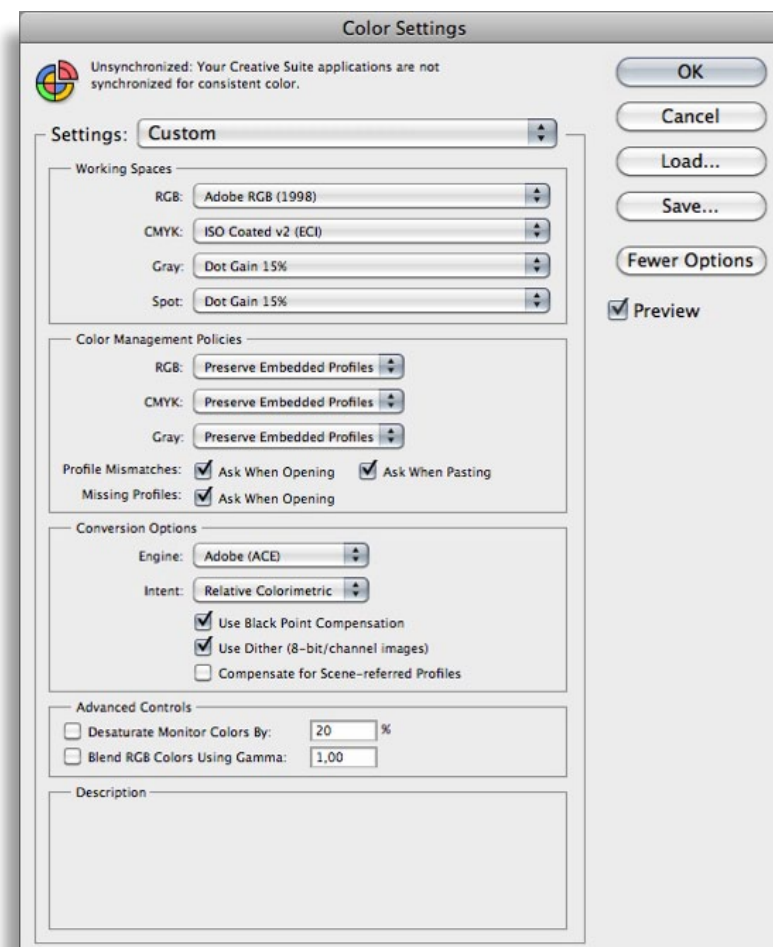 Color Settings
Unsynchronized: Your Creative Suite applications are not
synchronized for consistent color.
OK
Cancel
Load...
Save...
Fewer Options
Preview
Settings: Custom
Working Spaces
RGB: Adobe RGB (1998)
CMYK: ISO Coated v2 (ECI)
Gray: Dot Gain 15%
Spot: Dot Gain 15%
Color Management Policies
RGB: Preserve Embedded Profiles
CMYK: Preserve Embedded Profiles
Gray: Preserve Embedded Profiles
Profile Mismatches: Ask When Opening Ask When Pasting
Missing Profiles: Ask When Opening
Conversion Options
Engine: Adobe (ACE)
Intent: Relative Colorimetric
Use Black Point Compensation
Use Dither (8-bit/channel images)
Compensate for Scene-referred Profiles
Advanced Controls
Desaturate Monitor Colors By: 20 %
Blend RGB Colors Using Gamma: 1,00
Description